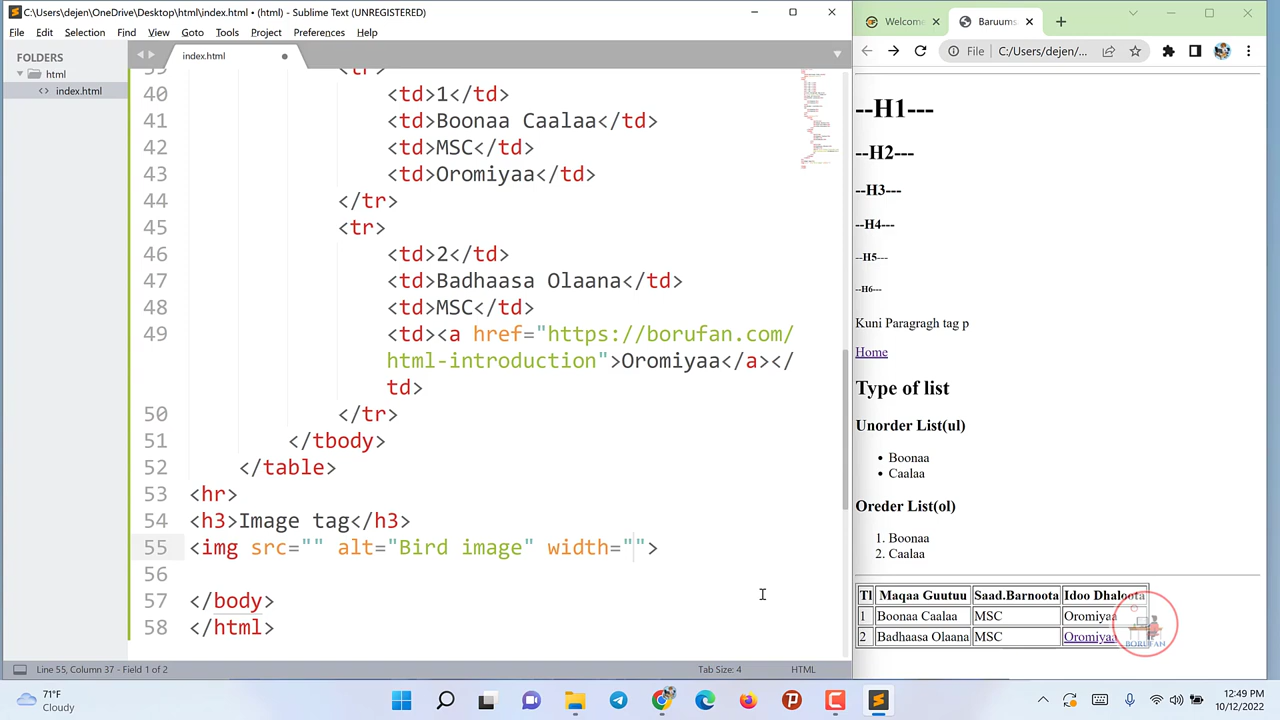 C:\Users\dejen\OneDrive\Desktop\html\index.html • (html) - Sublime Text (UNREGISTERED)
File Edit Selection Find View Goto Tools Project Preferences Help
FOLDERS
html
<> index.html
index.html
40 <td>1</td>
41 <td>Boonaa Caalaa</td>
42 <td>MSC</td>
43 <td>Oromiyaa</td>
44 </tr>
45 <tr>
46 <td>2</td>
47 <td>Badhaasa Olaana</td>
48 <td>MSC</td>
49 <td><a href="https://borufan.com/
html-introduction">Oromiyaa</a></
td>
50 </tr>
51 </tbody>
52 </table>
53 <hr>
54 <h3>Image tag</h3>
55 <img src="" alt="Bird image" width="">
56
57 </body>
58 </html>
Line 55, Column 37 - Field 1 of 2
Tab Size: 4
HTML
Welcome
Baruums
File C:/Users/dejen/...
--H1---
--H2---
--H3---
--H4---
--H5---
--H6---
Kuni Paragragh tag p
Home
Type of list
Unorder List(ul)
• Boonaa
• Caalaa
Oreder List(ol)
1. Boonaa
2. Caalaa
Tl Maqaa Guutuu Saad.Barnoota Idoo Dhaloota
1 Boonaa Caalaa MSC Oromiyaa
2 Badhaasa Olaana MSC Oromiyaa
BORUFAN
71°F
Cloudy
12:49 PM
10/12/2022